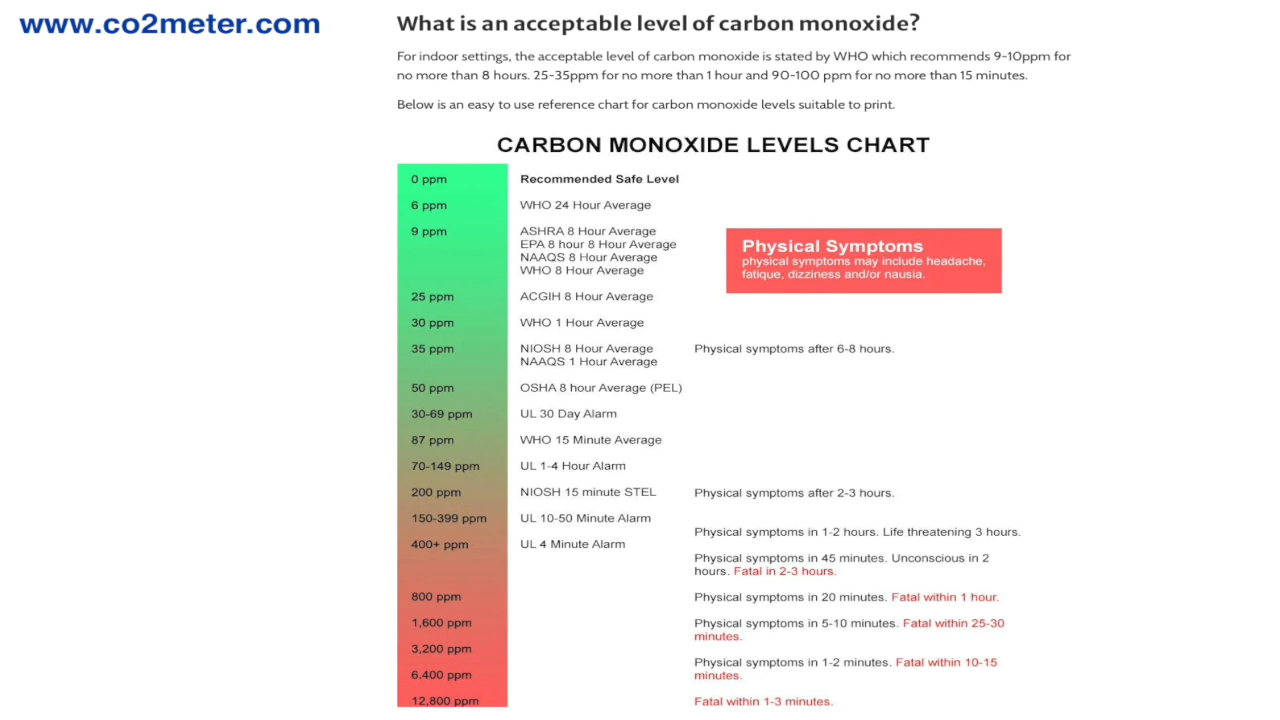 www.co2meter.com
What is an acceptable level of carbon monoxide?
For indoor settings, the acceptable level of carbon monoxide is stated by WHO which recommends 9-10ppm for
no more than 8 hours. 25-35ppm for no more than 1 hour and 90-100 ppm for no more than 15 minutes.
Below is an easy to use reference chart for carbon monoxide levels suitable to print.
CARBON MONOXIDE LEVELS CHART
0 ppm Recommended Safe Level
6 ppm WHO 24 Hour Average
9 ppm ASHRA 8 Hour Average
EPA 8 hour 8 Hour Average
NAAQS 8 Hour Average
WHO 8 Hour Average
Physical Symptoms
physical symptoms may include headache,
fatique, dizziness and/or nausia.
25 ppm ACGIH 8 Hour Average
30 ppm WHO 1 Hour Average
35 ppm NIOSH 8 Hour Average Physical symptoms after 6-8 hours.
NAAQS 1 Hour Average
50 ppm OSHA 8 hour Average (PEL)
30-69 ppm UL 30 Day Alarm
87 ppm WHO 15 Minute Average
70-149 ppm UL 1-4 Hour Alarm
200 ppm NIOSH 15 minute STEL Physical symptoms after 2-3 hours.
150-399 ppm UL 10-50 Minute Alarm
Physical symptoms in 1-2 hours. Life threatening 3 hours.
400+ ppm UL 4 Minute Alarm
Physical symptoms in 45 minutes. Unconscious in 2
hours. Fatal in 2-3 hours.
800 ppm Physical symptoms in 20 minutes. Fatal within 1 hour.
1,600 ppm Physical symptoms in 5-10 minutes. Fatal within 25-30
minutes.
3,200 ppm
Physical symptoms in 1-2 minutes. Fatal within 10-15
minutes.
6.400 ppm
12,800 ppm Fatal within 1-3 minutes.